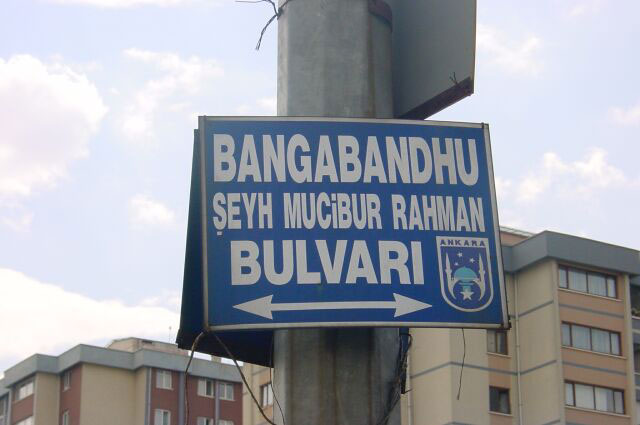 BANGABANDHU
ŞEYH MUCiBUR RAHMAN
BULVARI
ANKARA